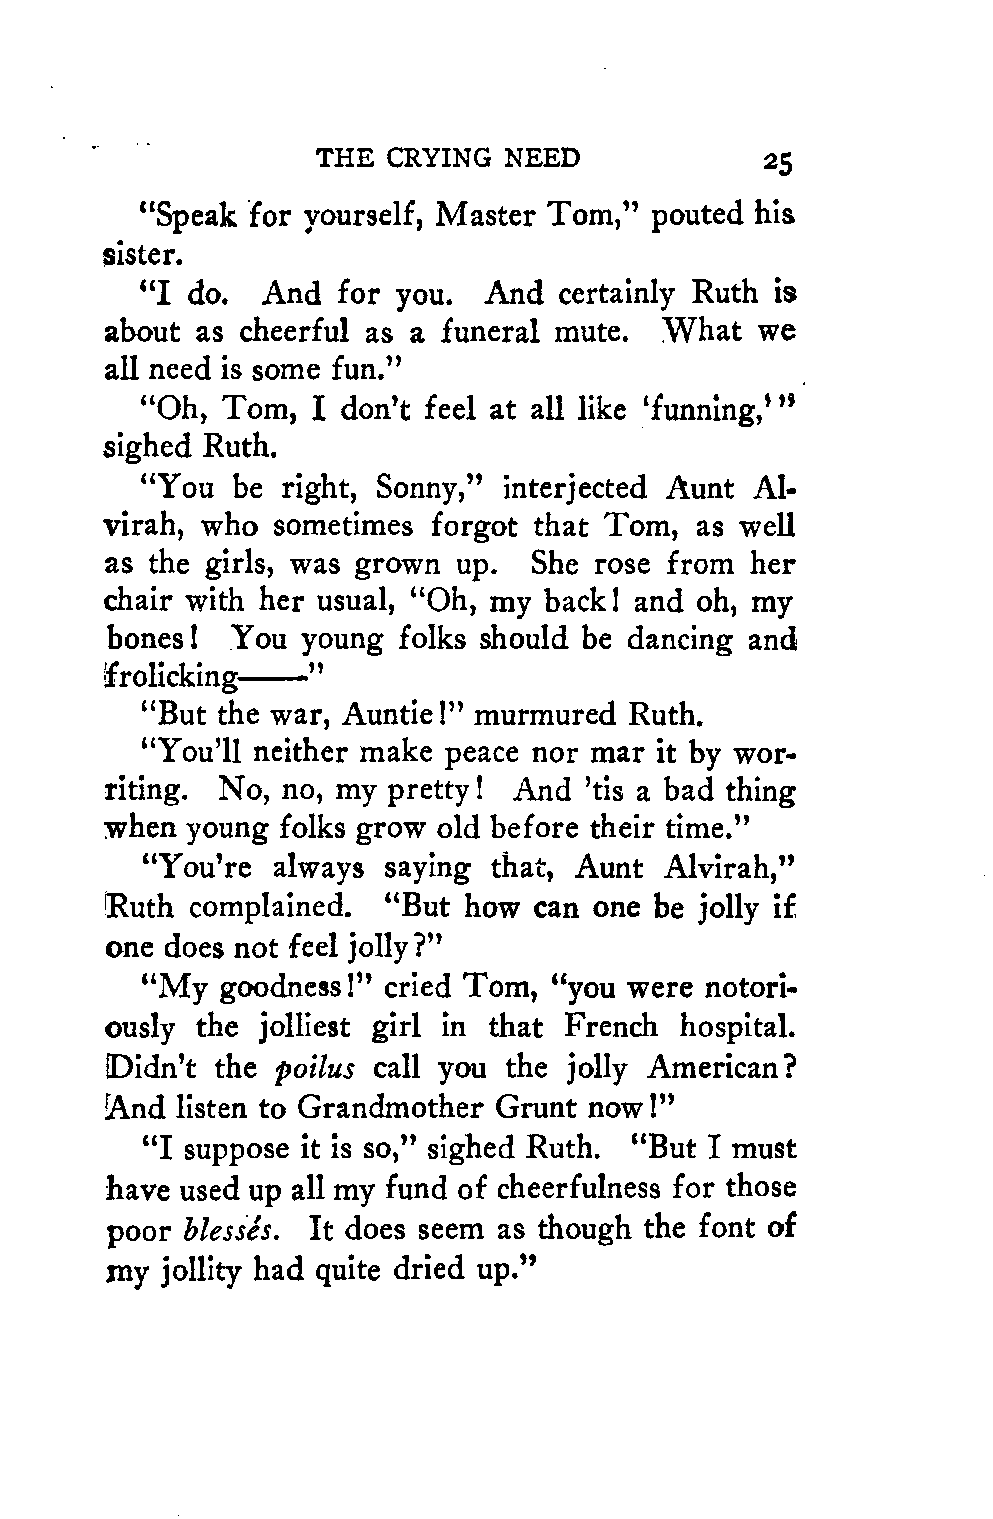 THE CRYING NEED 25
“Speak for yourself, Master Tom,” pouted his
sister.
“I do. And for you. And certainly Ruth is
about as cheerful as a funeral mute. What we
all need is some fun.”
“Oh, Tom, I don't feel at all like ‘funning,’”
sighed Ruth.
“You be right, Sonny,” interjected Aunt Al-
virah, who sometimes forgot that Tom, as well
as the girls, was grown up. She rose from her
chair with her usual, “Oh, my back! and oh, my
bones! You young folks should be dancing and
frolicking——”
“But the war, Auntie!” murmured Ruth.
“You'll neither make peace nor mar it by wor-
riting. No, no, my pretty! And 'tis a bad thing
when young folks grow old before their time.”
“You're always saying that, Aunt Alvirah,”
Ruth complained. “But how can one be jolly if
one does not feel jolly?”
“My goodness!” cried Tom, “you were notori-
ously the jolliest girl in that French hospital.
Didn't the poilus call you the jolly American?
And listen to Grandmother Grunt now!”
“I suppose it is so,” sighed Ruth. “But I must
have used up all my fund of cheerfulness for those
poor blessés. It does seem as though the font of
my jollity had quite dried up.”